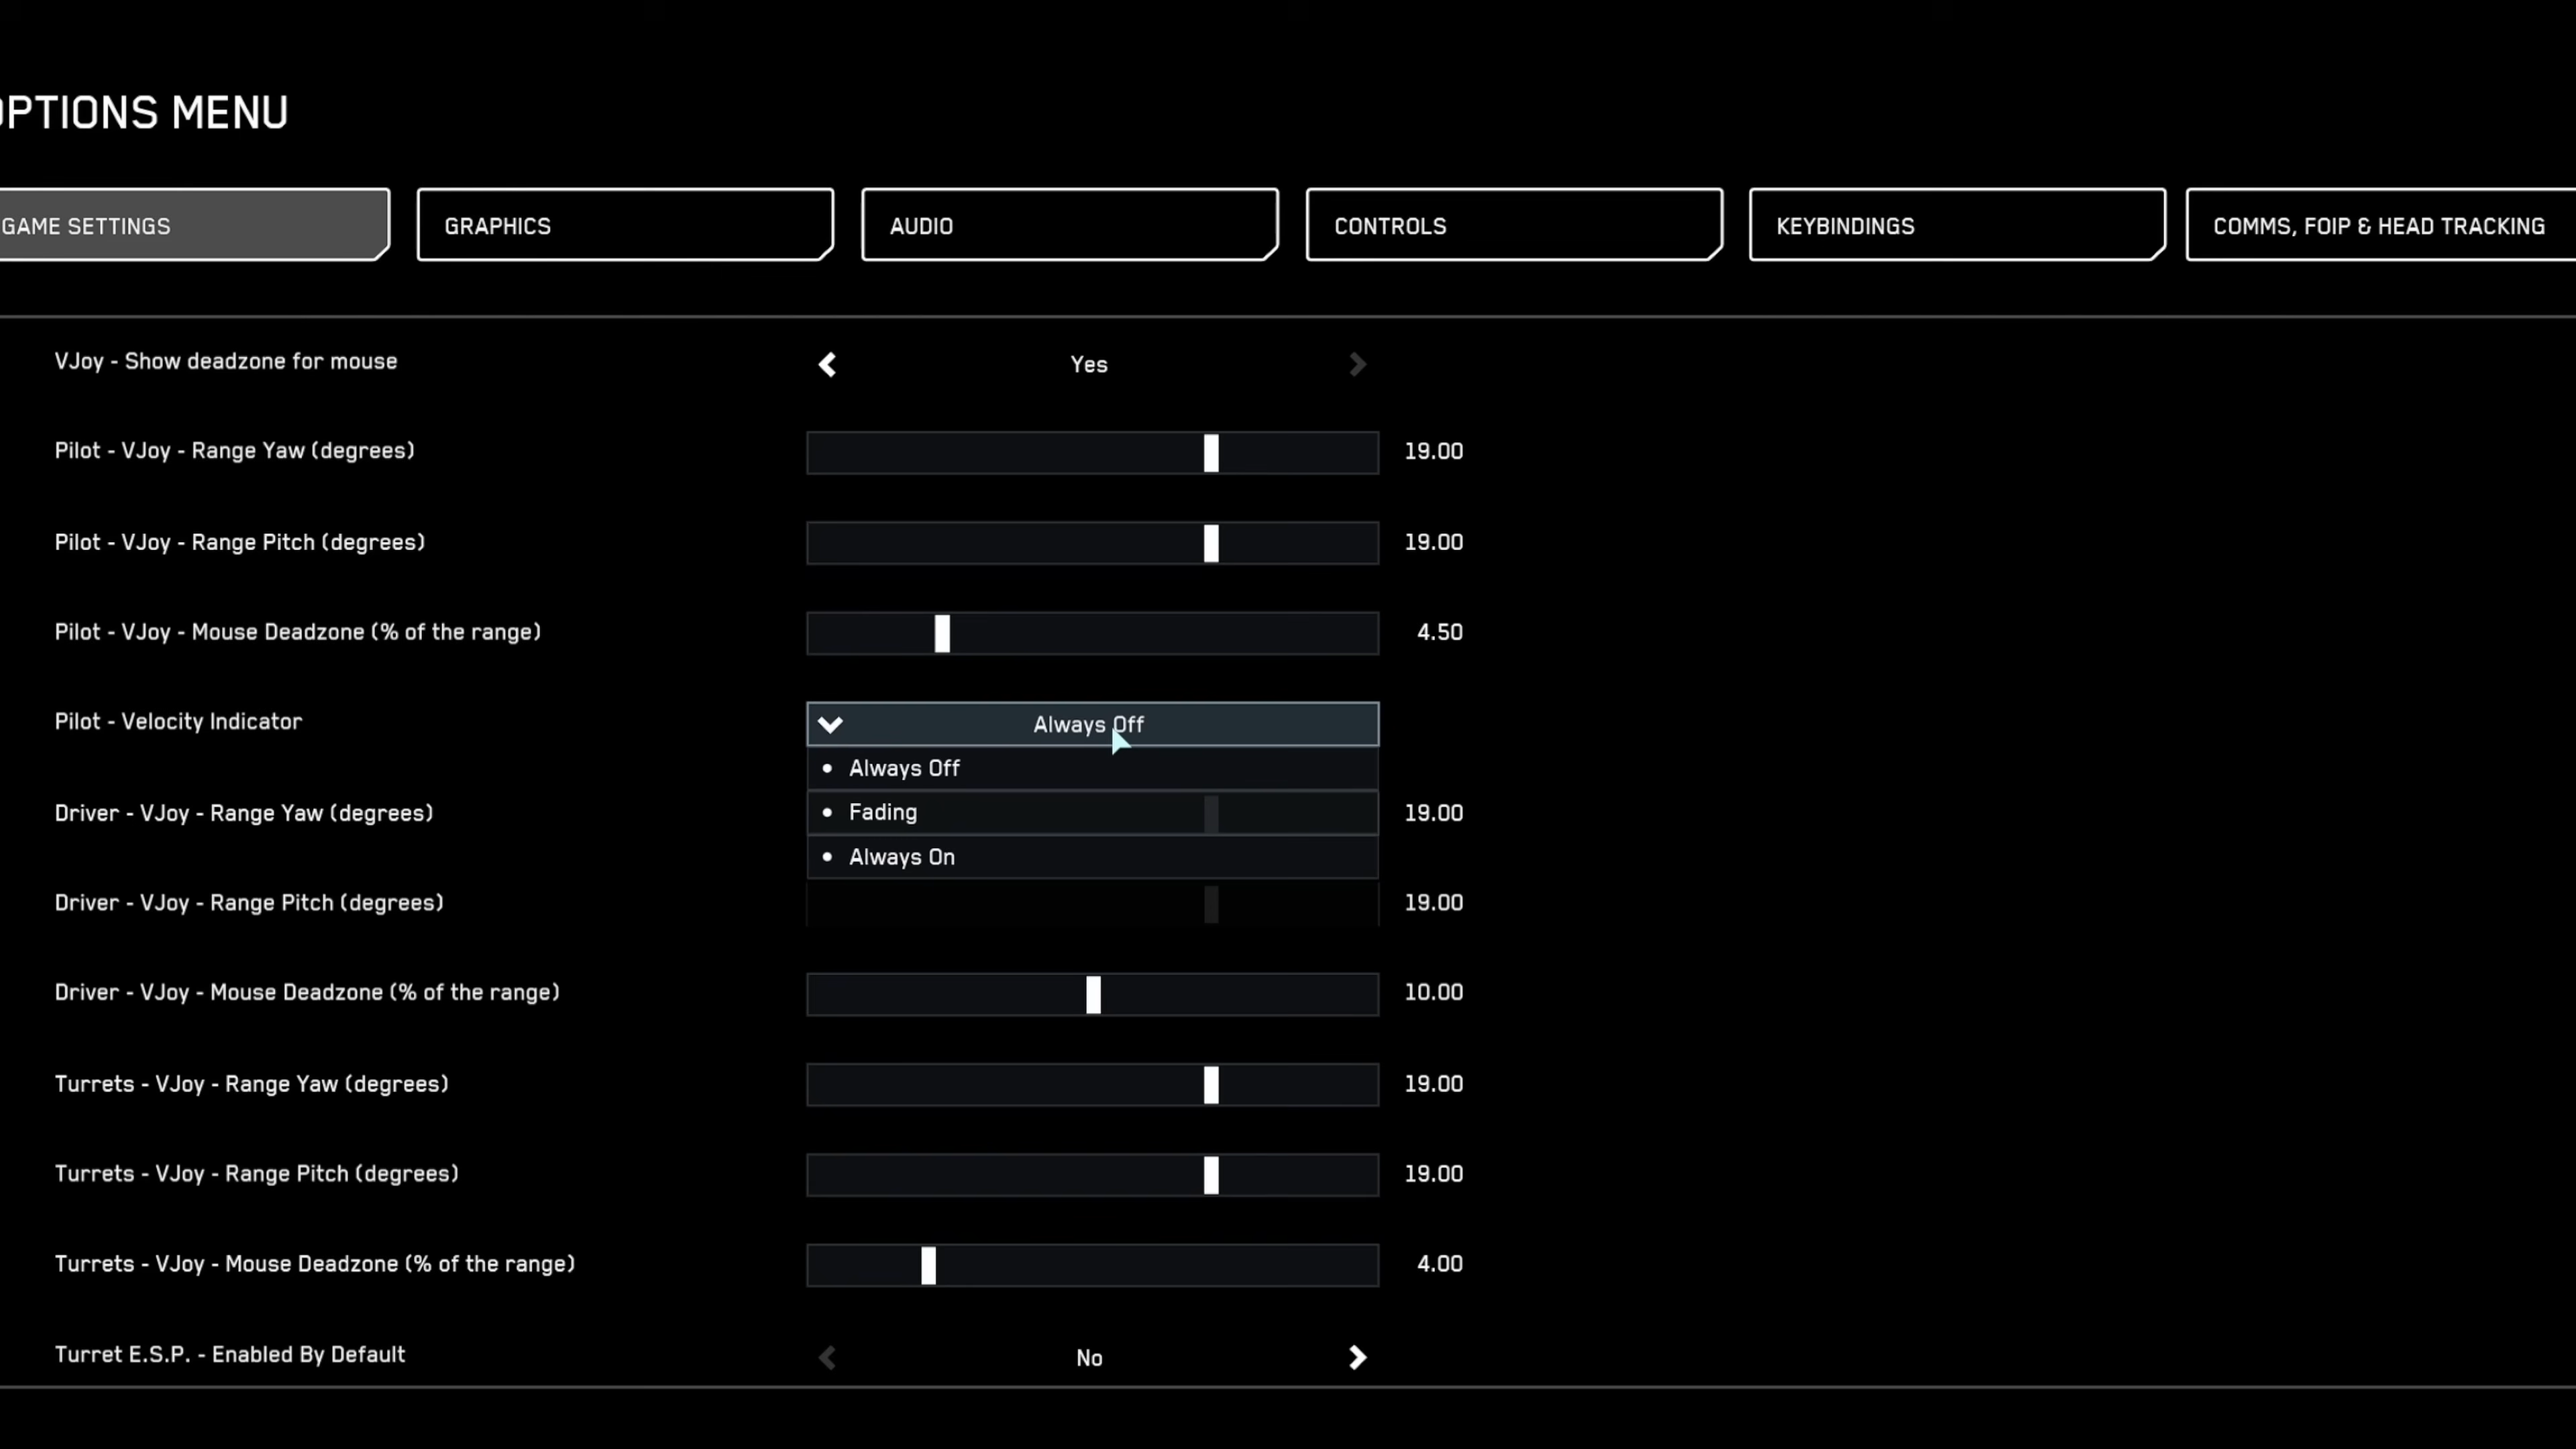 OPTIONS MENU
GAME SETTINGS
GRAPHICS
AUDIO
CONTROLS
KEYBINDINGS
COMMS, FOIP & HEAD TRACKING
VJoy - Show deadzone for mouse
Yes
Pilot - VJoy - Range Yaw (degrees)
19.00
Pilot - VJoy - Range Pitch (degrees)
19.00
Pilot - VJoy - Mouse Deadzone (% of the range)
4.50
Pilot - Velocity Indicator
Always Off
Always Off
Fading
Always On
Driver - VJoy - Range Yaw (degrees)
19.00
Driver - VJoy - Range Pitch (degrees)
19.00
Driver - VJoy - Mouse Deadzone (% of the range)
10.00
Turrets - VJoy - Range Yaw (degrees)
19.00
Turrets - VJoy - Range Pitch (degrees)
19.00
Turrets - VJoy - Mouse Deadzone (% of the range)
4.00
Turret E.S.P. - Enabled By Default
No